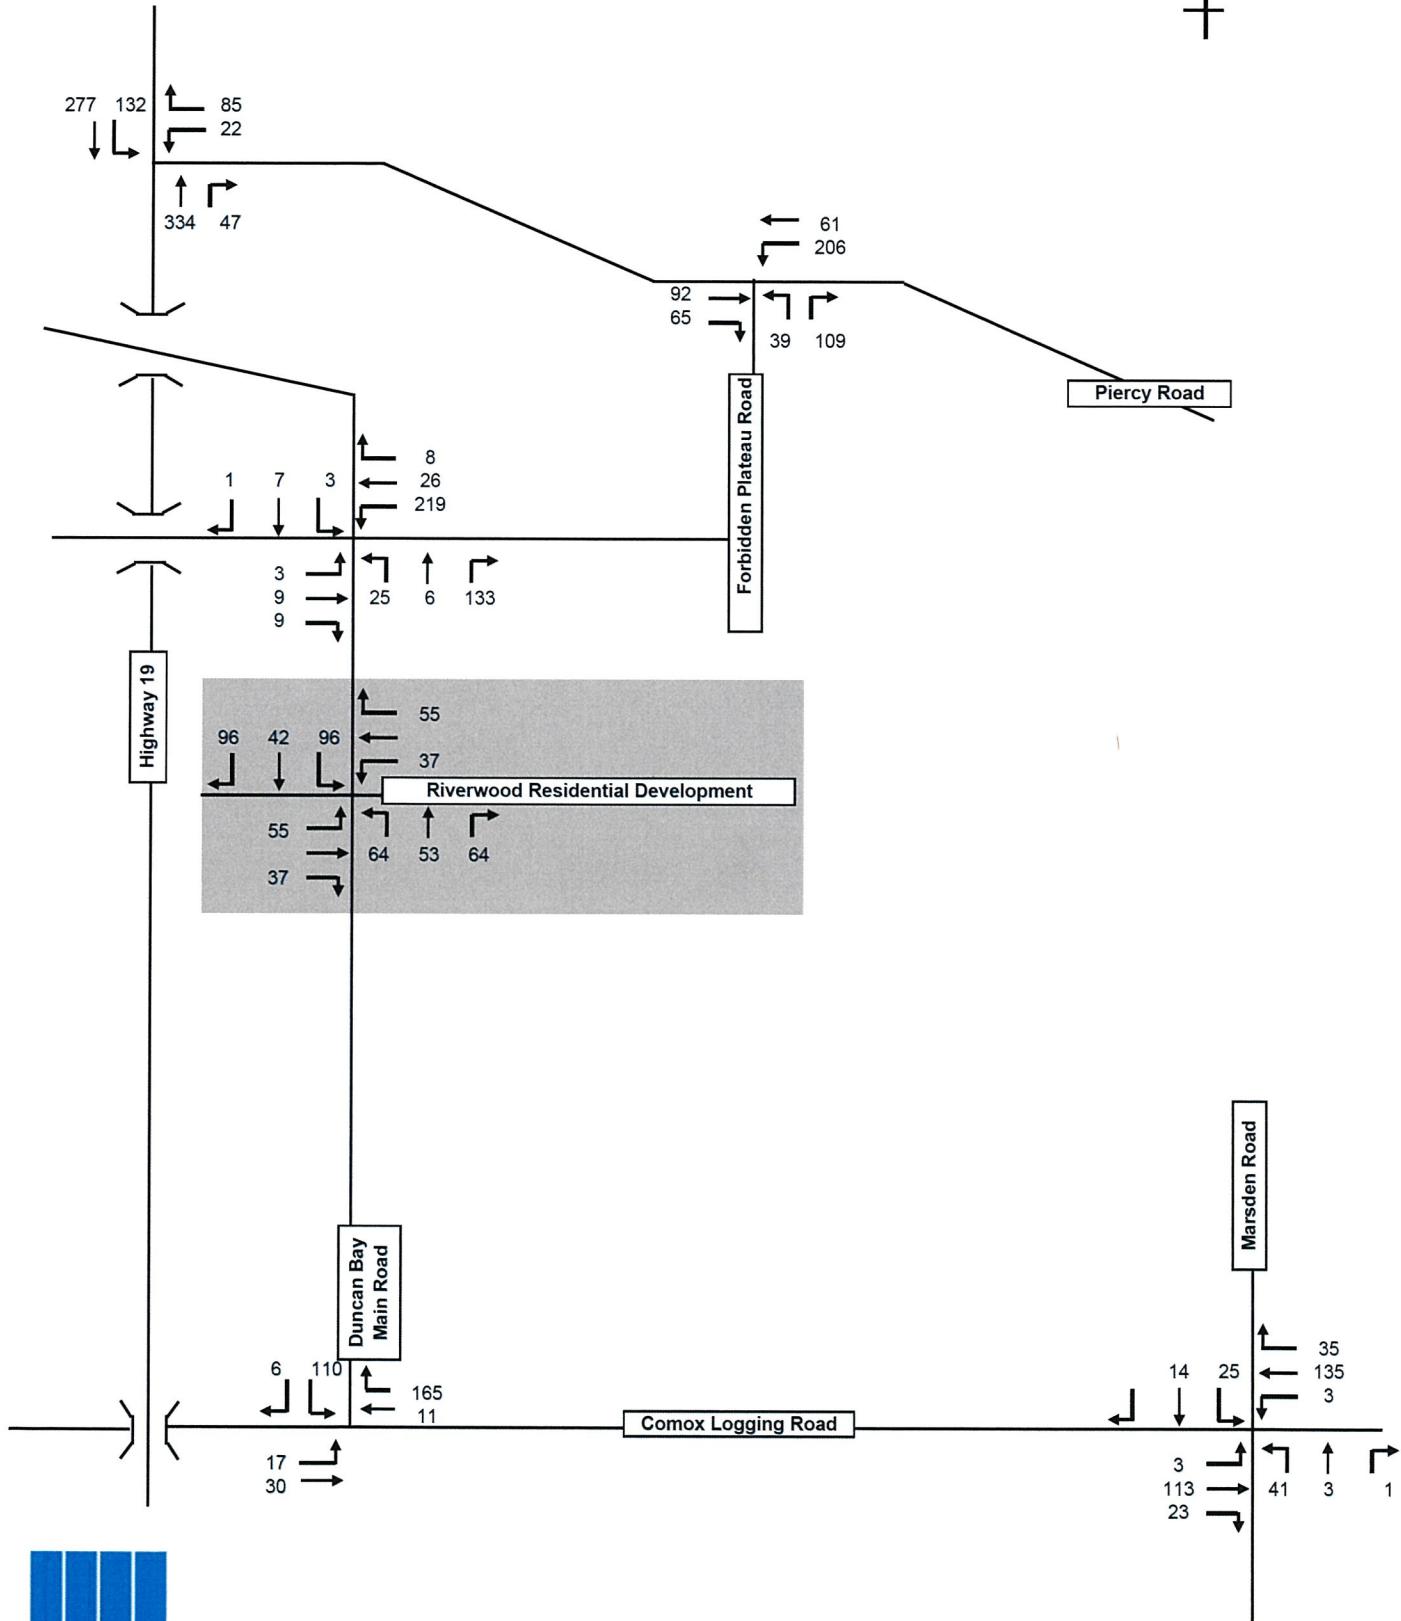 277 132 85
22
334 47
61
206
92
65
39 109
Piercy Road
Forbidden Plateau Road
8
1 7 3 26
219
3
9 25 6 133
9
Highway 19
55
96 42 96
37
Riverwood Residential Development
55
64 53 64
37
Marsden Road
Duncan Bay
Main Road
6 110
165
11
Comox Logging Road
17
30
35
14 25 135
3
3
113 41 3 1
23